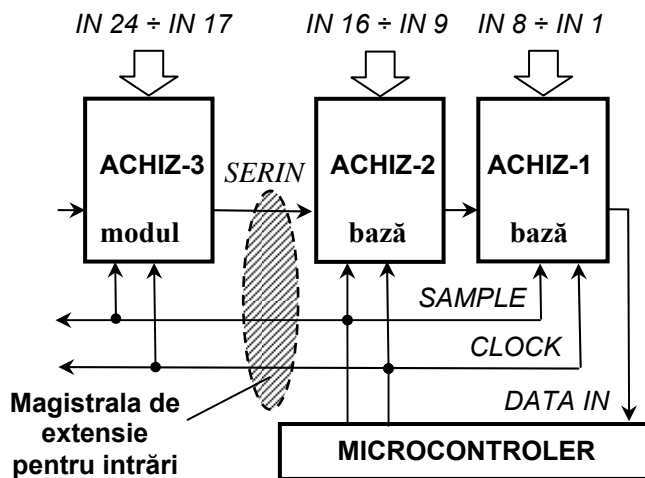 IN 24 ÷ IN 17
IN 16 ÷ IN 9
IN 8 ÷ IN 1
ACHIZ-3
modul
SERIN
ACHIZ-2
bază
ACHIZ-1
bază
SAMPLE
CLOCK
DATA IN
Magistrala de
extensie
pentru intrări
MICROCONTROLER